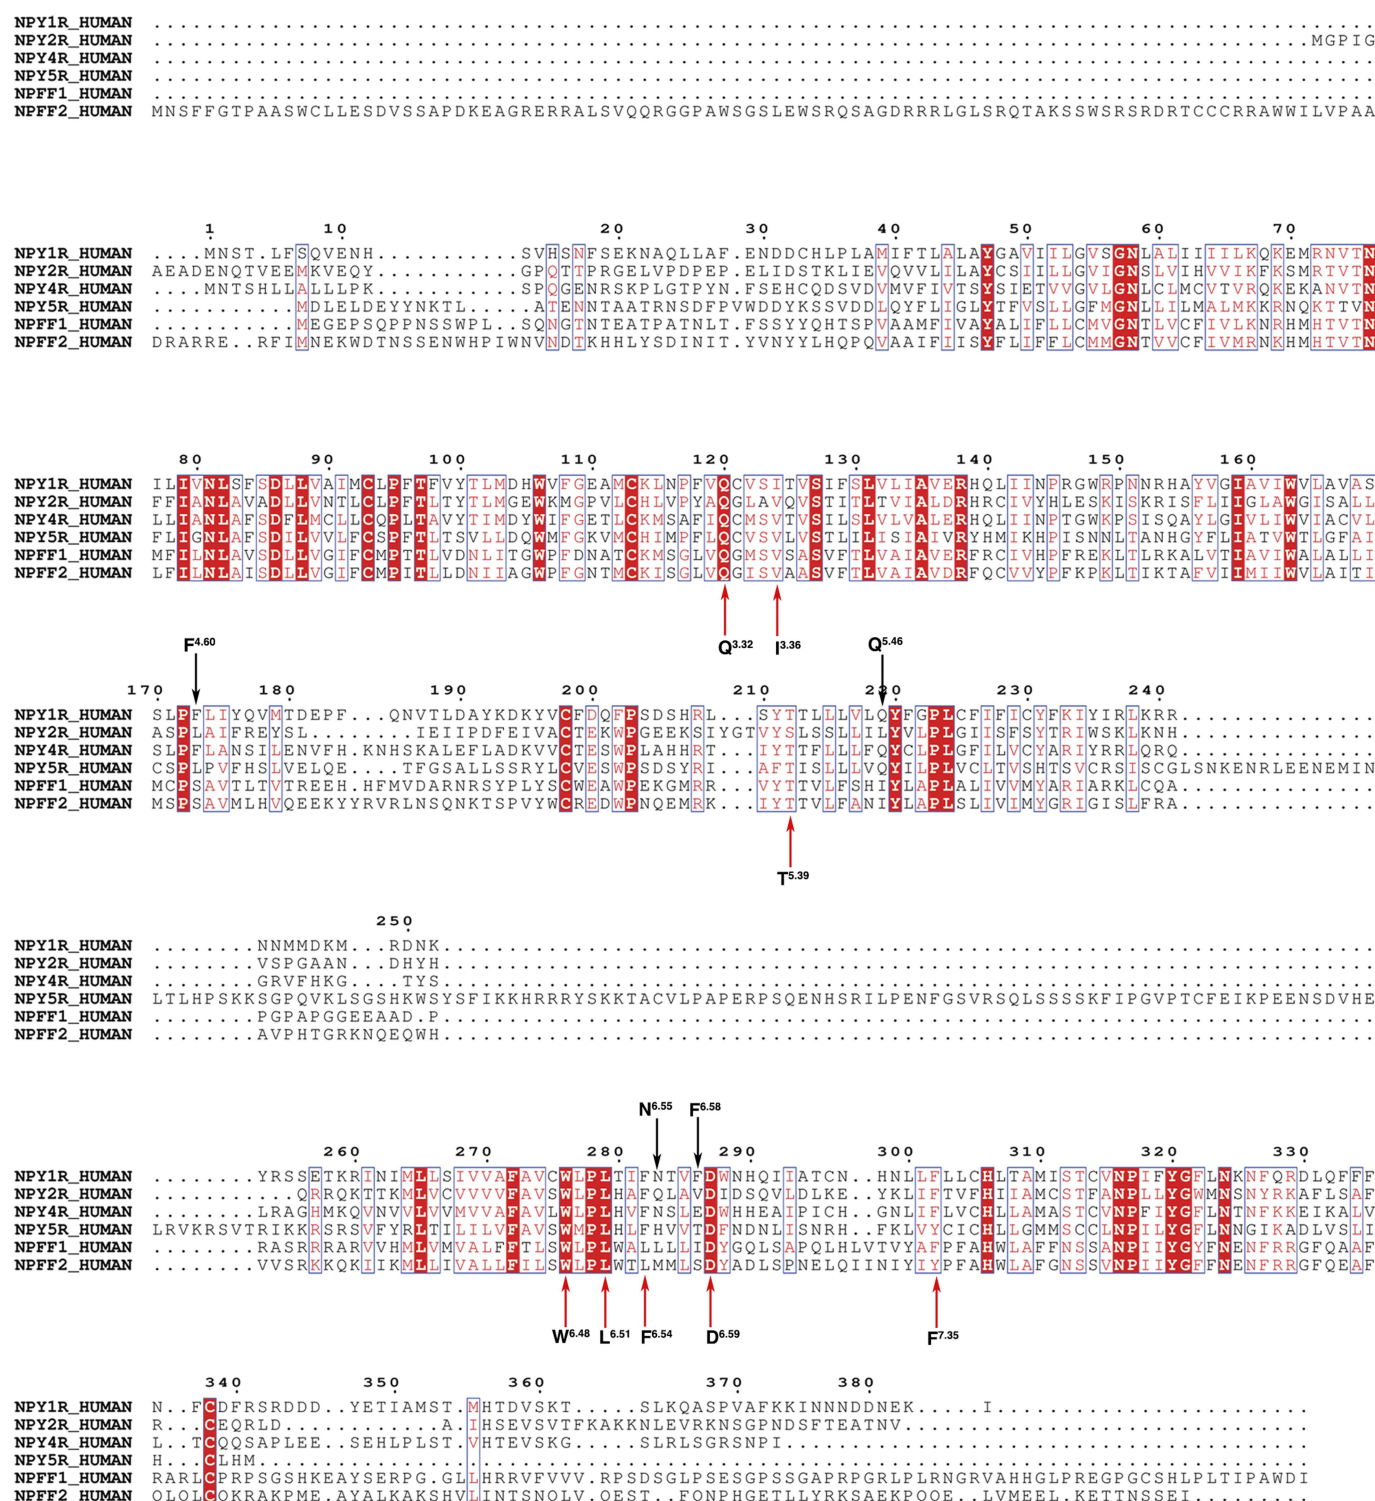 NPY1R_HUMAN .............................................................................................
NPY2R_HUMAN ........................................................................................MGPIG
NPY4R_HUMAN .............................................................................................
NPY5R_HUMAN .............................................................................................
NPFF1_HUMAN .............................................................................................
NPFF2_HUMAN MNSFFGTPAASWCLLESDVSSAPDKEAGRERRALSVQQRGGPAWSGSLEWSRQSAGDRRRLGLSRQTAKSSWSRSRDRTCCCRRAWWILVPAA
1 10 20 30 40 50 60 70
NPY1R_HUMAN ....MNST.LFSQVENH...........SVHSNFSEKNAQLLAF.ENDDCHLPLAMIFTLALAYGAVIILGVSGNLALIIIILKQKEMRNVTN
NPY2R_HUMAN AEADENQTVEEMKVEQY...........GPQTTPRGELVPDPEP.ELIDSTKLIEVQVVLILAYCSIILLGVIGNSLVIHVVIKFKSMRTVTN
NPY4R_HUMAN ....MNTSHLLALLLPK...........SPQGENRSKPLGTPYN.FSEHCQDSVDVMVFIVTSYSIETVVGVLGNLCLMCVTVRQKEKANVTN
NPY5R_HUMAN ...........MDLELDEYYNKTL....ATENNTAATRNSDFPVWDDYKSSVDDLQYFLIGLYTFVSLLGFMGNLLILMALMKKRNQKTTVN
NPFF1_HUMAN ...........MEGEPSQPPNSSWPL..SQNGTNTEATPATNLT.FSSYYQHTSPVAAMFIVAYALIFLLCMVGNTLVCFIVLKNRHMHTVTN
NPFF2_HUMAN DRARRE..RFIMNEKWDTNSSENWHPIWNVNDTKHHLYSDINIT.YVNYYLHQPQVAAIFIISYFLIFFLCMMGNTVVCFIVMRNKHMHTVTN
80 90 100 110 120 130 140 150 160
NPY1R_HUMAN ILIVNLSFSDLLVAIMCLPFTFVYTLMDHWVFGEAMCKLNPFVQCVSITVSIFSLVLIAVERHQLIINPRGWRPNNRHAYVGIAVIWVLAVAS
NPY2R_HUMAN FFIANLAVADLLVNTLCLPFTLTYTLMGEWKMGPVLCHLVPYAQGLAVQVSTITLTVIALDRHRCIVYHLESKISKRISFLIIGLAWGISALL
NPY4R_HUMAN LLIANLAFSDFLMCLLCQPLTAVYTIMDYWIFGETLCKMSAFIQCMSVTVSILSLVLVALERHQLIINPTGWKPSISQAYLGIVLIWVIACVL
NPY5R_HUMAN FLIGNLAFSDILVVLFCSPFTLTSVLLDQWMFGKVMCHIMPFLQCVSVLVSTLILISIAIVRYHMIKHPISNNLTANHGYFLIATVWTLGFAI
NPFF1_HUMAN MFILNLAVSDLLVGIFCMPTTLVDNLITGWPFDNATCKMSGLVQGMSVSASVFTLVAIAVERFRCIVHPFREKLTLRKALVTIAVIWALALLI
NPFF2_HUMAN LFILNLAISDLLVGIFCMPITLLDNIIAGWPFGNTMCKISGLVQGISVAASVFTLVAIAVDRFQCVVYPFKPKLTIKTAFVIIMIIWVLAITI
Q3.32 I3.36
F4.60 Q5.46
170 180 190 200 210 220 230 240
NPY1R_HUMAN SLPFLIYQVMTDEPF...QNVTLDAYKDKYVCFDQFPSDSHRL...SYTTLLLVLQYFGPLCFIFICYFKIYIRLKRR...............
NPY2R_HUMAN ASPLAIFREYSL......IEIIPDFEIVACTEKWPGEEKSIYGTVYSLSSLLILYVLPLGIISFSYTRIWSKLKNH...............
NPY4R_HUMAN SLPFLANSILENVFH.KNHSKALEFLADKVVCTESWPLAHHRT...IYTTFLLLFQYCLPLGFILVCYARIYRRLQRQ...............
NPY5R_HUMAN CSPLPVFHSLVELQE....TFGSALLSSRYLCVESWPSDSYRI...AFTISLLLVQYILPLVCLTVSHTSVCRSISCGLSNKENRLEENEMIN
NPFF1_HUMAN MCPSAVTLTVTREEH.HFMVDARNRSYPLYSCWEAWPEKGMRR...VYTTVLFSHIYLAPLALIVVMYARIARKLCQA...............
NPFF2_HUMAN MSPSAVMLHVQEEKYYRVRLNSQNKTSPVYWCREDWPNQEMRK...IYTTVLFANIYLAPLSLIVIMYGRIGISLFRA...............
T5.39
250
NPY1R_HUMAN ........NNMMDKM...RDNK.......................................................................
NPY2R_HUMAN ........VSPGAAN...DHYH.......................................................................
NPY4R_HUMAN ........GRVFHKG....TYS.......................................................................
NPY5R_HUMAN LTLHPSKKSGPQVKLSGSHKWSYSFIKKHRRRYSKKTACVLPAPERPSQENHSRILPENFGSVRSQLSSSSKFIPGVPTCFEIKPEENSDVHE
NPFF1_HUMAN ........PGPAPGGEEAAD.P.......................................................................
NPFF2_HUMAN ........AVPHTGRKNQEQWH.......................................................................
N6.55 F6.58
260 270 280 290 300 310 320 330
NPY1R_HUMAN ........YRSSETKRINIMLLSIVVAFAVCWLPLTIFNTVFDWNHQIIATCN..HNLLFLLCHLTAMISTCVNPIFYGFLNKNFQRDLQFFF
NPY2R_HUMAN ...........QRRQKTTKMLVCVVVVFAVSWLPLHAFQLAVDIDSQVLDLKE..YKLIFTVFHIIAMCSTFANPLLYGWMNSNYRKAFLSAF
NPY4R_HUMAN ........LRAGHMKQVNVVLVVMVVAFAVLWLPLHVFNSLEDWHHEAIPICH..GNLIFLVCHLLAMASTCVNPFIYGFLNTNFKKEIKALV
NPY5R_HUMAN LRVKRSVTRIKKRSRSVFYRLTILILVFAVSWMPLHLFHVVTDFNDNLISNRH..FKLVYCICHLLGMMSCCLNPILYGFLNNGIKADLVSLI
NPFF1_HUMAN ........RASRRRARVVHMLVMVALFFTLSWLPLWALLLLIDYGQLSAPQLHLVTVYAFPFAHWLAFFNSSANPIIYGYFNENFRRGFQAAF
NPFF2_HUMAN ........VVSRKKQKIIKMLLIVALLFILSWLPLWTLMMLSDYADLSPNELQIINIYIYPFAHWLAFGNSSVNPIIYGFFNENFRRGFQEAF
W6.48 L6.51 F6.54 D6.59 F7.35
340 350 360 370 380
NPY1R_HUMAN N..FCDFRSRDDD..YETIAMST.MHTDVSKT.....SLKQASPVAFKKINNNDDNEK.....I........................
NPY2R_HUMAN R...CEQRLD............A.IHSEVSVTFKAKKNLEVRKNSGPNDSFTEATNV...............................
NPY4R_HUMAN L..TCQQSAPLEE..SEHLPLST.VHTEVSKG.....SLRLSGRSNPI........................................
NPY5R_HUMAN H...CLHM................................................................................
NPFF1_HUMAN RARLCPRPSGSHKEAYSERPG.GLLHRRVFVVV.RPSDSGLPSESGPSSGAPRPGRLPLRNGRVAHHGLPREGPGCSHLPLTIPAWDI
NPFF2_HUMAN QLQLCQKRAKPME.AYALKAKSHVLINTSNQLV.QEST..FQNPHGETLLYRKSAEKPQQE..LVMEEL.KETTNSSEI.........